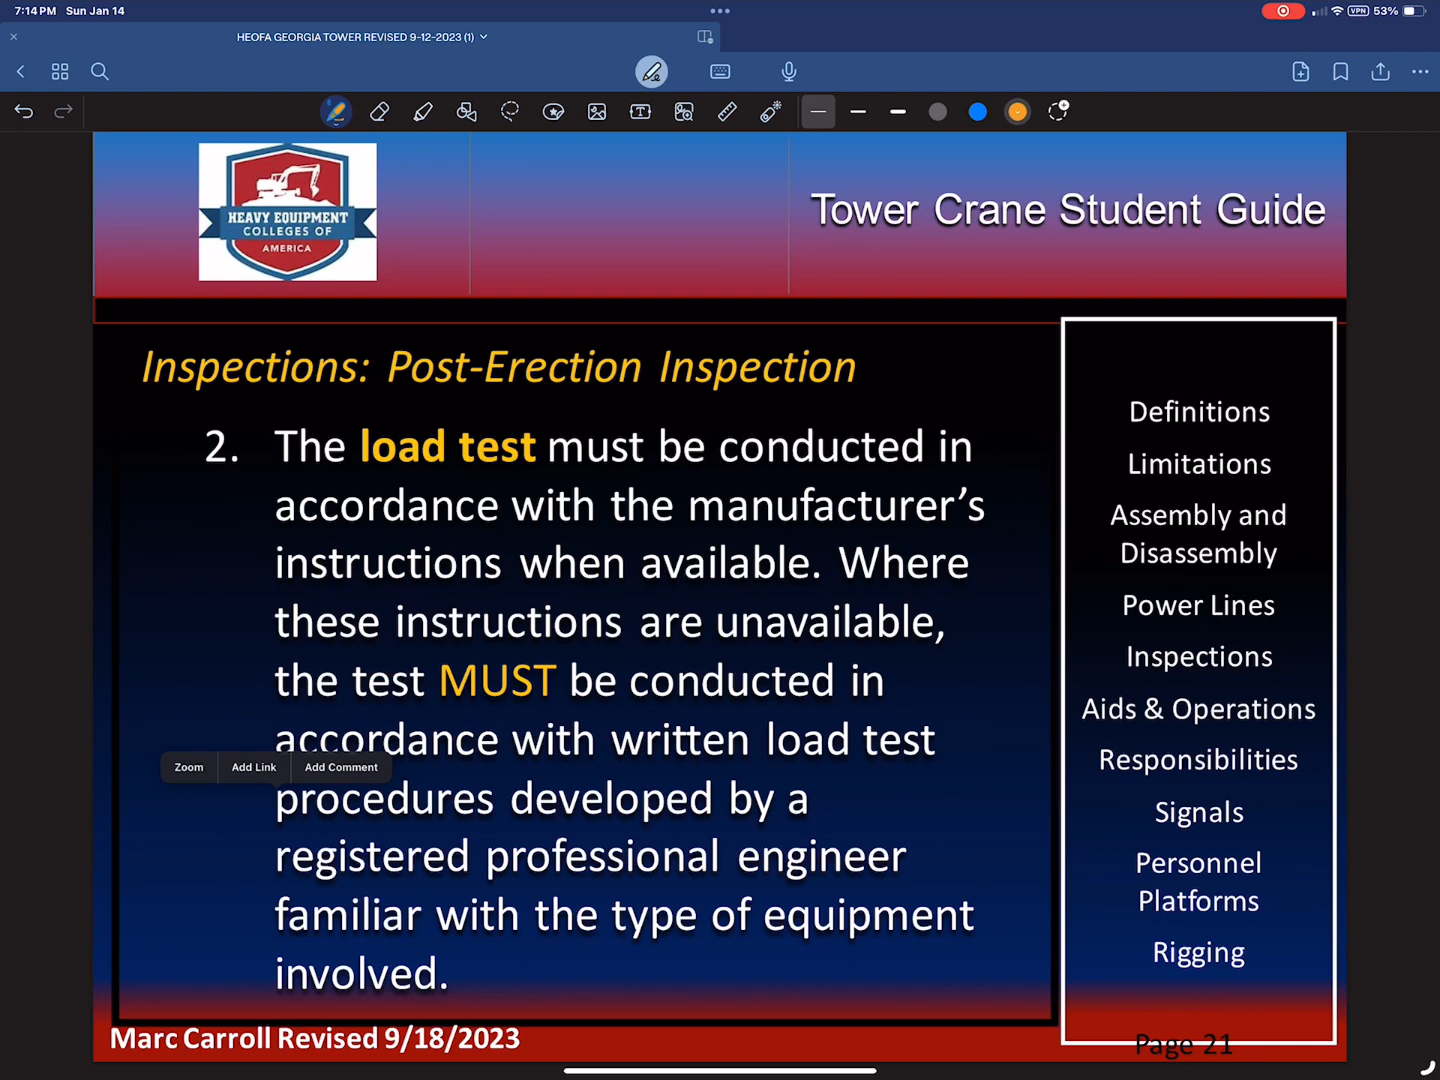 7:14 PM Sun Jan 14
VPN 53%
HEOFA GEORGIA TOWER REVISED 9-12-2023 (1)
HEAVY EQUIPMENT
COLLEGES OF
AMERICA
Tower Crane Student Guide
Inspections: Post-Erection Inspection
2. The load test must be conducted in
accordance with the manufacturer’s
instructions when available. Where
these instructions are unavailable,
the test MUST be conducted in
accordance with written load test
Zoom Add Link Add Comment
procedures developed by a
registered professional engineer
familiar with the type of equipment
involved.
Definitions
Limitations
Assembly and
Disassembly
Power Lines
Inspections
Aids & Operations
Responsibilities
Signals
Personnel
Platforms
Rigging
Marc Carroll Revised 9/18/2023
Page 21